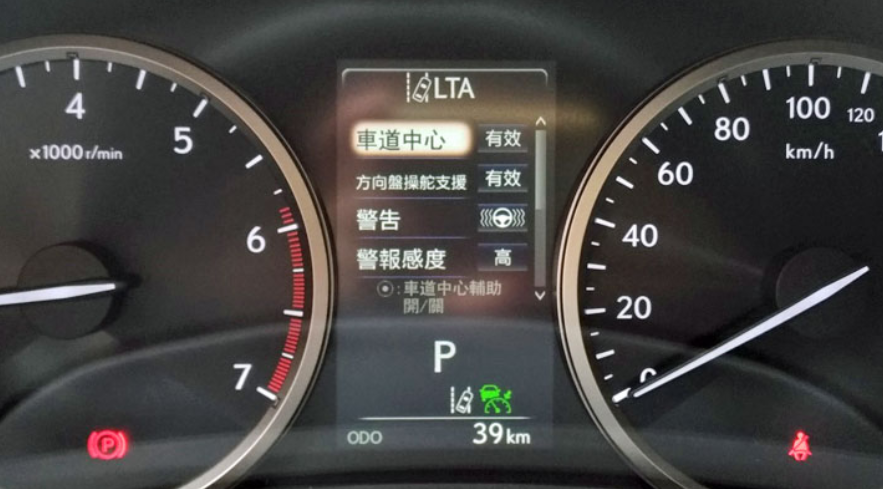 LTA
車道中心 有效
方向盤操舵支援 有效
警告
警報感度 高
:車道中心輔助
開/關
P
ODO 39km
4
5
6
7
x1000r/min
0
20
40
60
80
100
120
km/h
P